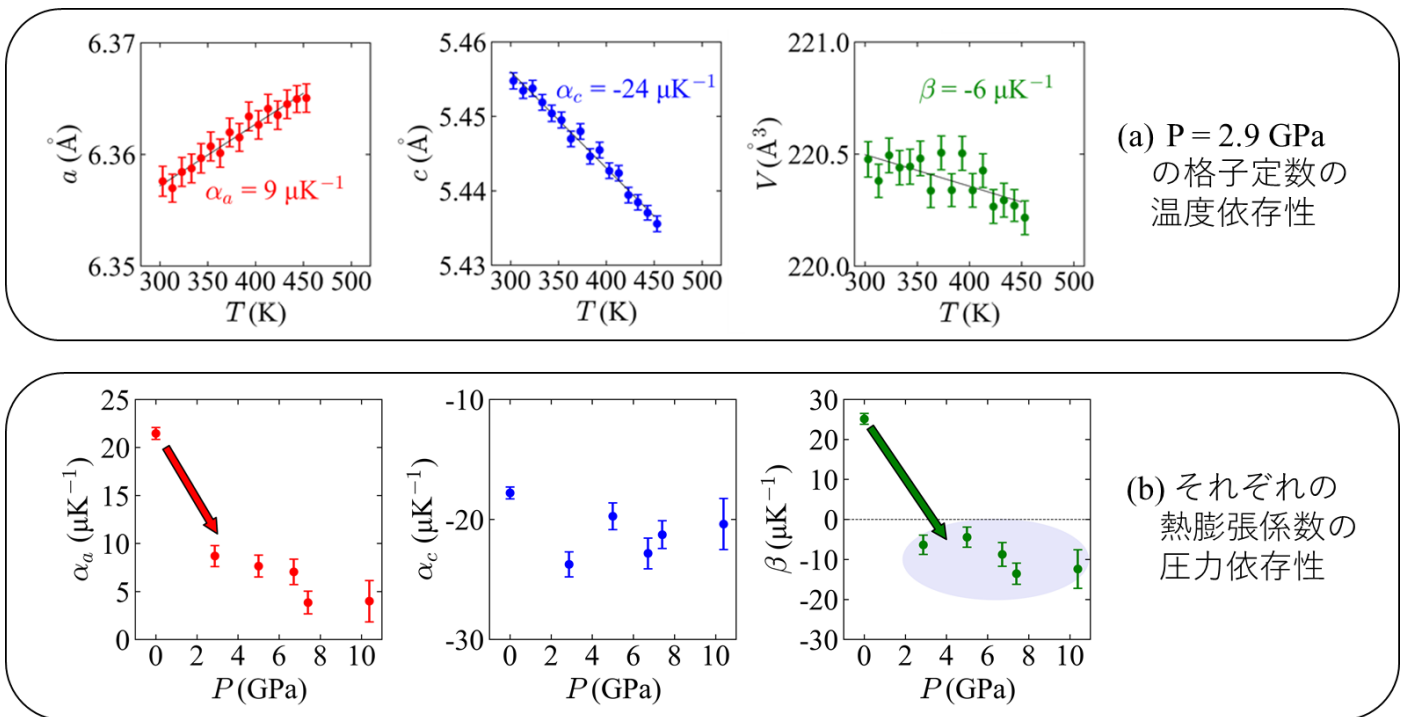 6.37
6.36
6.35
a (Å)
αₐ = 9 μK⁻¹
300 350 400 450 500
T (K)
5.46
5.45
5.44
5.43
c (Å)
α_c = -24 μK⁻¹
300 350 400 450 500
T (K)
221.0
220.5
220.0
V (Å³)
β = -6 μK⁻¹
300 350 400 450 500
T (K)
(a) P = 2.9 GPa
の格子定数の
温度依存性
25
20
15
10
5
0
αₐ (μK⁻¹)
0 2 4 6 8 10
P (GPa)
-10
-20
-30
α_c (μK⁻¹)
0 2 4 6 8 10
P (GPa)
30
20
10
0
-10
-20
-30
β (μK⁻¹)
0 2 4 6 8 10
P (GPa)
(b) それぞれの
熱膨張係数の
圧力依存性